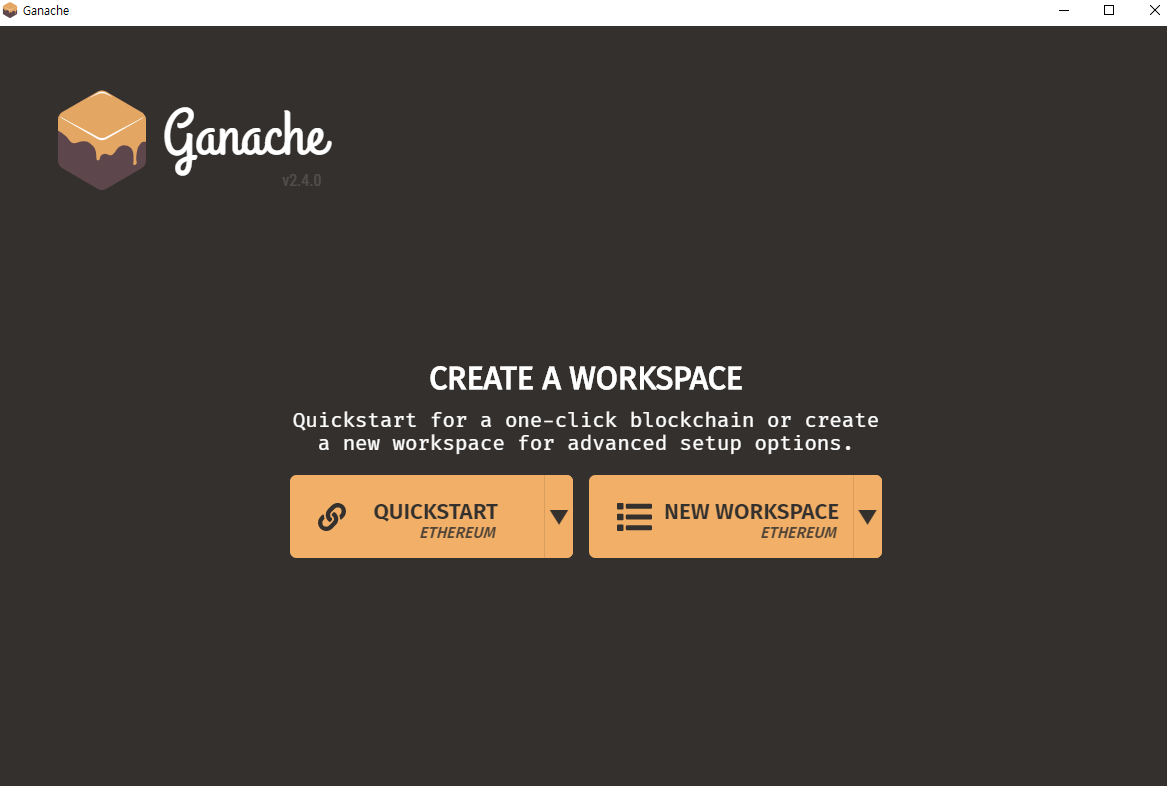 Ganache
Ganache
v2.4.0
CREATE A WORKSPACE
Quickstart for a one-click blockchain or create
a new workspace for advanced setup options.
QUICKSTART
ETHEREUM
NEW WORKSPACE
ETHEREUM